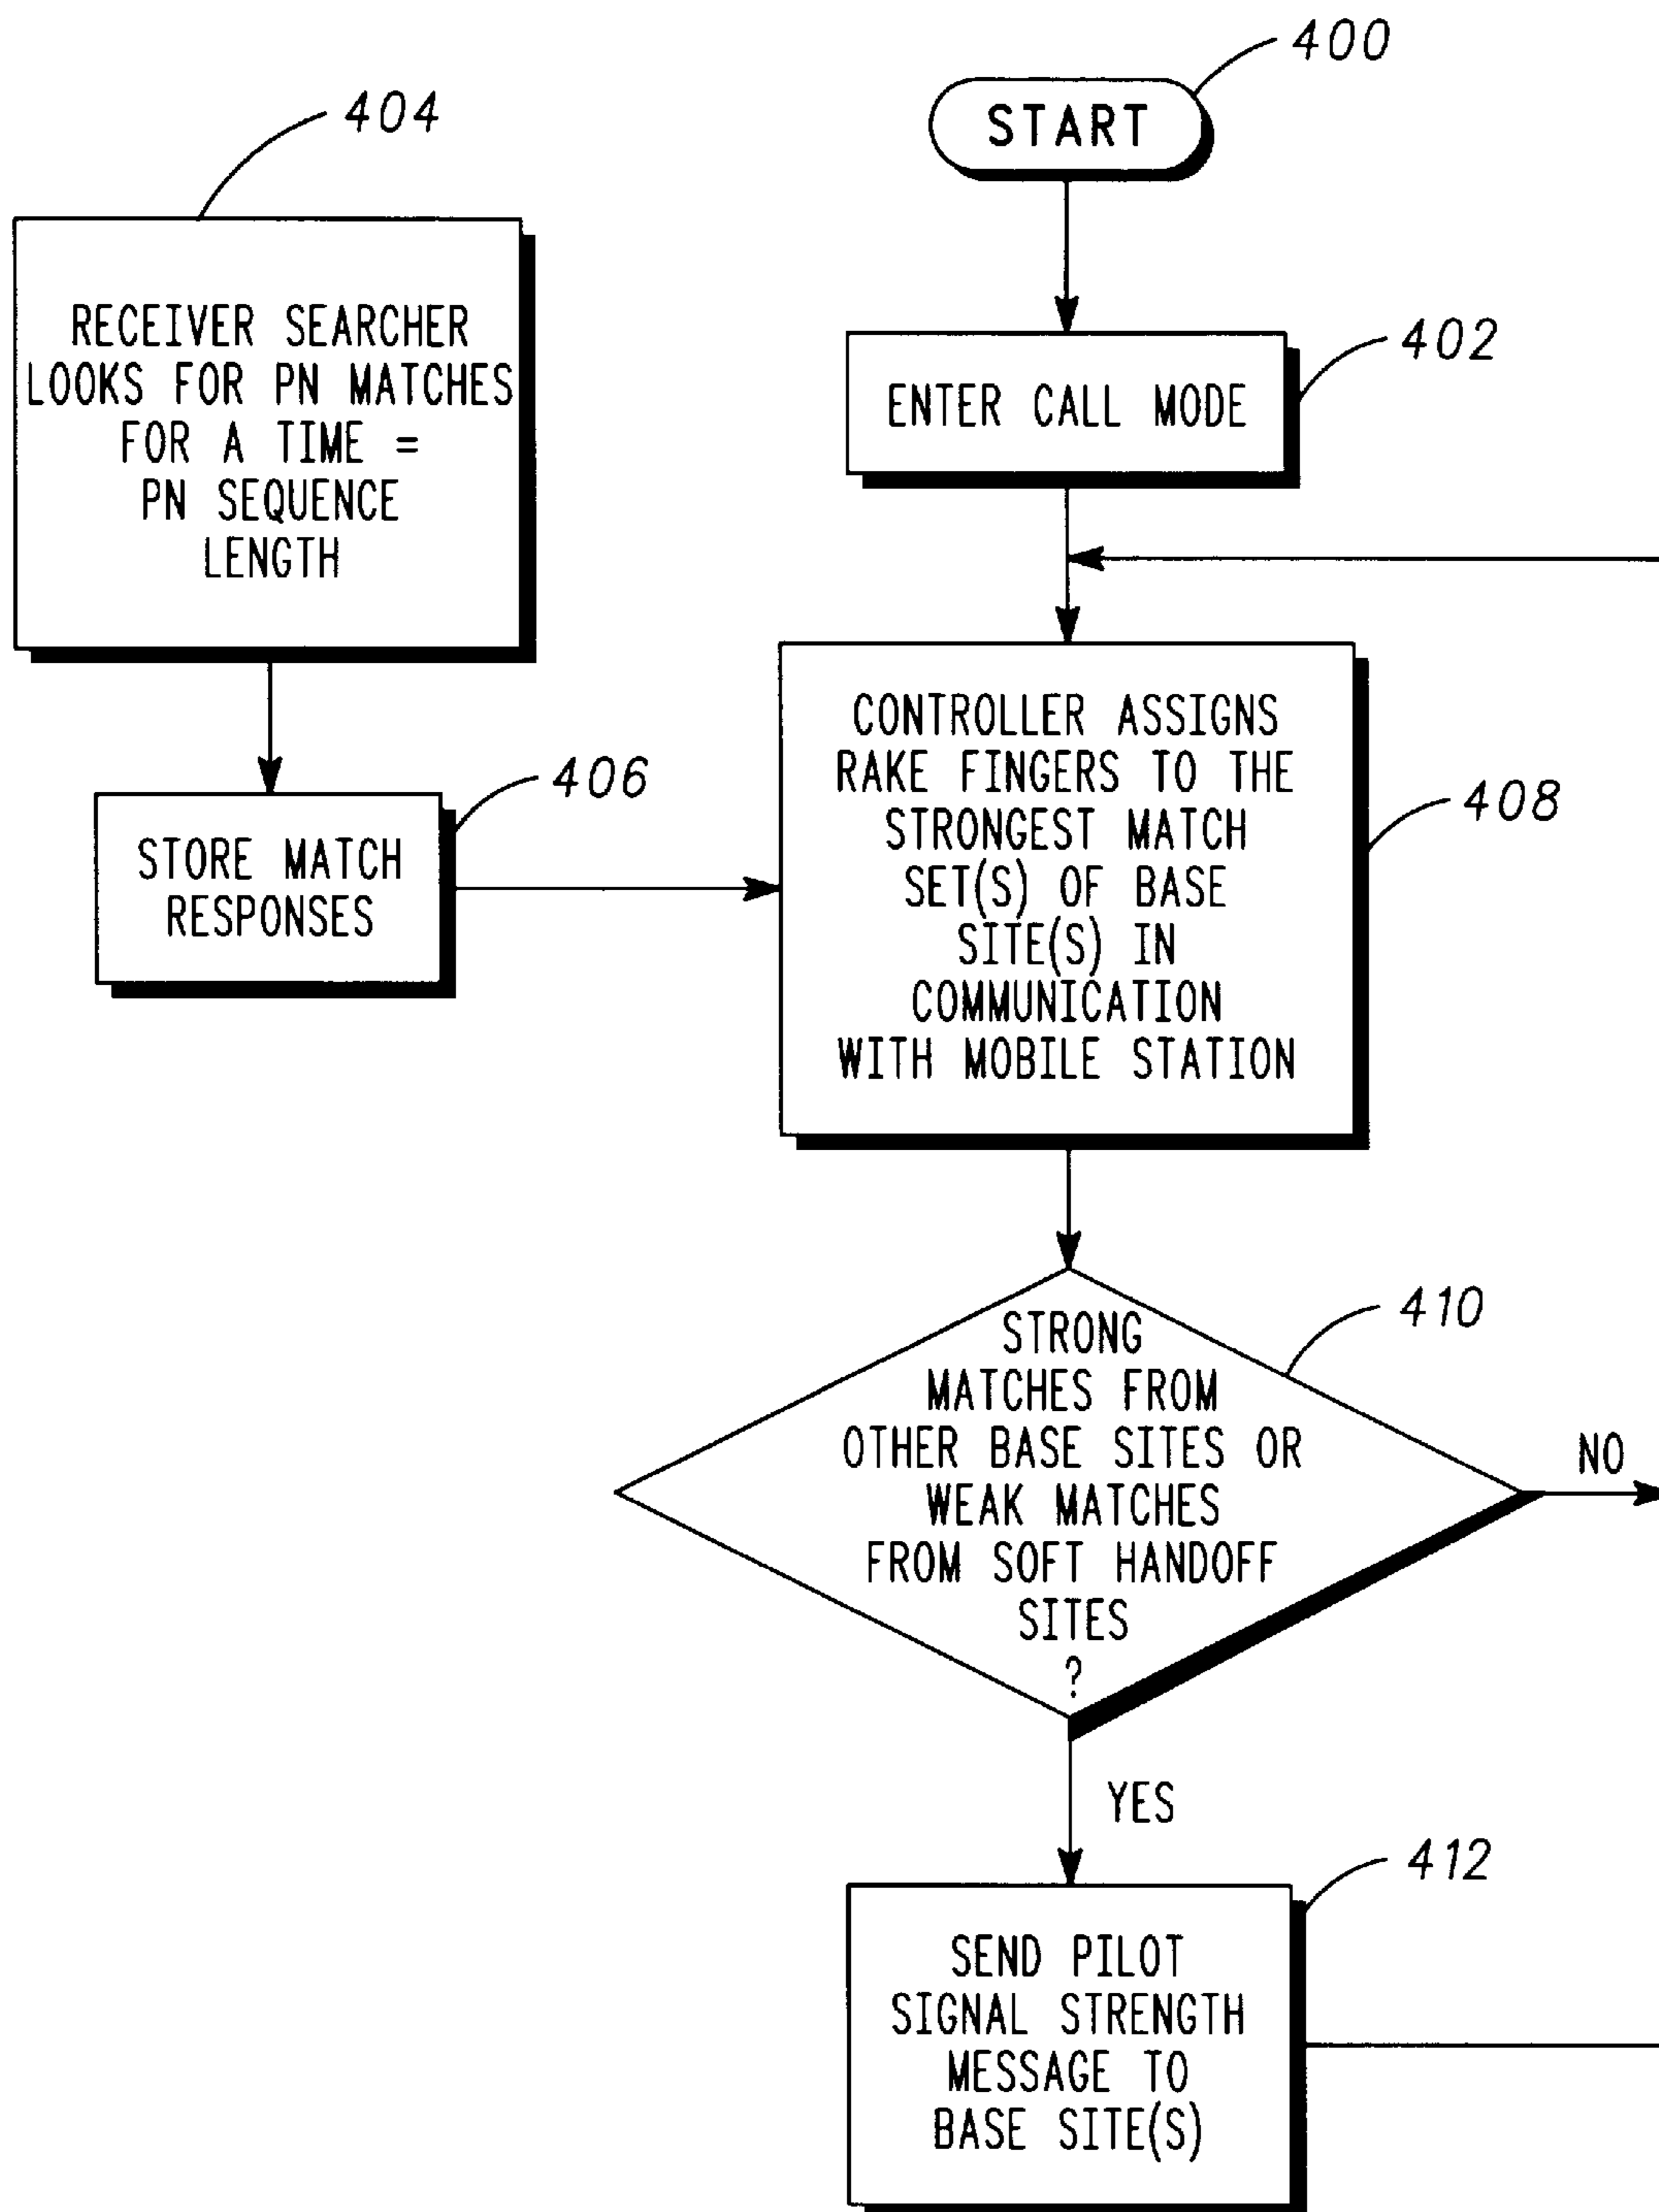 400
START
404
RECEIVER SEARCHER
LOOKS FOR PN MATCHES
FOR A TIME =
PN SEQUENCE
LENGTH
402
ENTER CALL MODE
406
STORE MATCH
RESPONSES
408
CONTROLLER ASSIGNS
RAKE FINGERS TO THE
STRONGEST MATCH
SET(S) OF BASE
SITE(S) IN
COMMUNICATION
WITH MOBILE STATION
410
STRONG
MATCHES FROM
OTHER BASE SITES OR
WEAK MATCHES
FROM SOFT HANDOFF
SITES
?
NO
YES
412
SEND PILOT
SIGNAL STRENGTH
MESSAGE TO
BASE SITE(S)